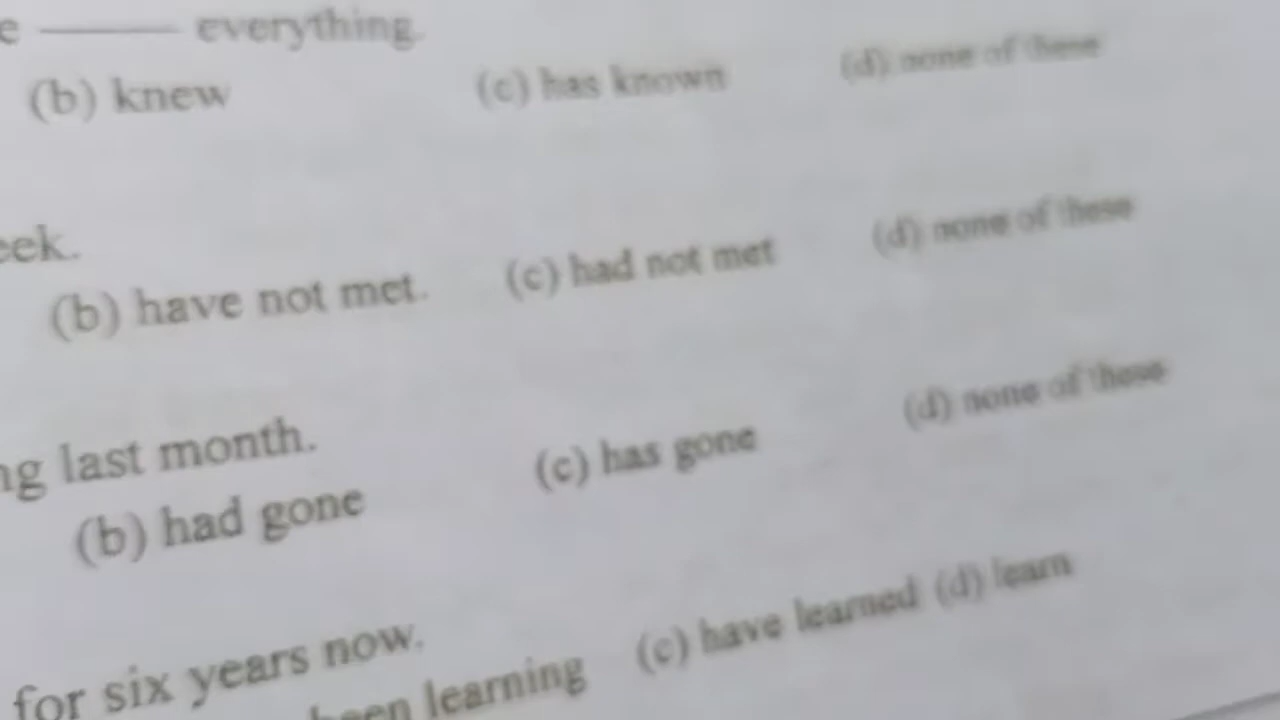 e ______ everything.
(b) knew (c) has known (d) none of these
eek.
(b) have not met. (c) had not met (d) none of these
ng last month.
(b) had gone (c) has gone (d) none of these
for six years now.
been learning (c) have learned (d) learn